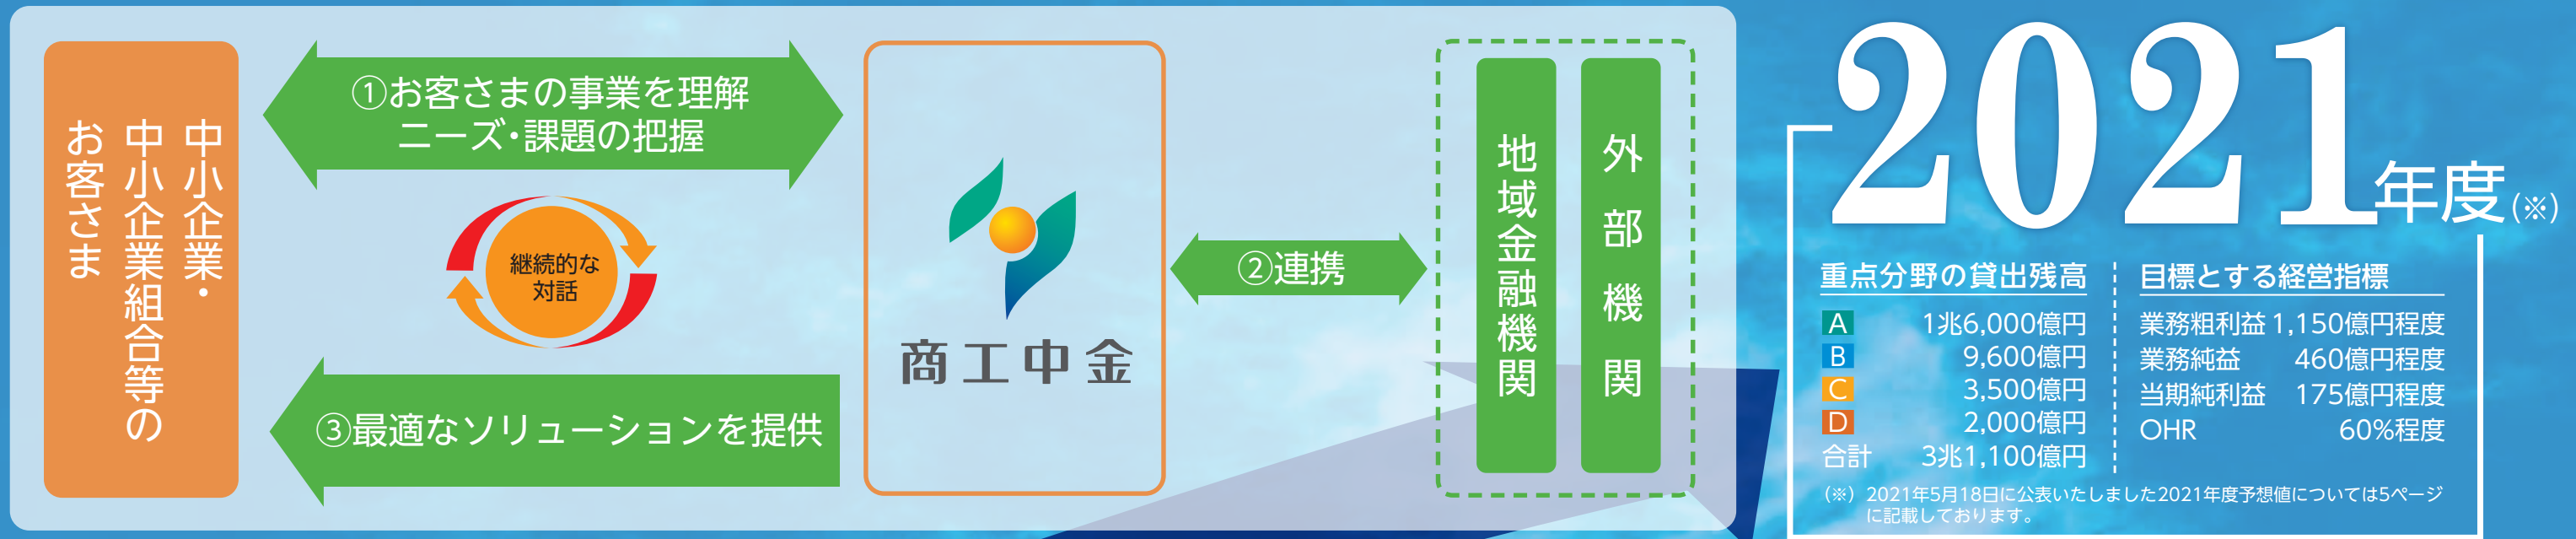 中小企業・
中小企業組合等の
お客さま
①お客さまの事業を理解
ニーズ・課題の把握
継続的な
対話
③最適なソリューションを提供
商工中金
②連携
地域金融機関
外部機関
2021年度(※)
重点分野の貸出残高
A 1兆6,000億円
B 9,600億円
C 3,500億円
D 2,000億円
合計 3兆1,100億円
目標とする経営指標
業務粗利益 1,150億円程度
業務純益 460億円程度
当期純利益 175億円程度
OHR 60%程度
(※) 2021年5月18日に公表いたしました2021年度予想値については5ページ
に記載しております。